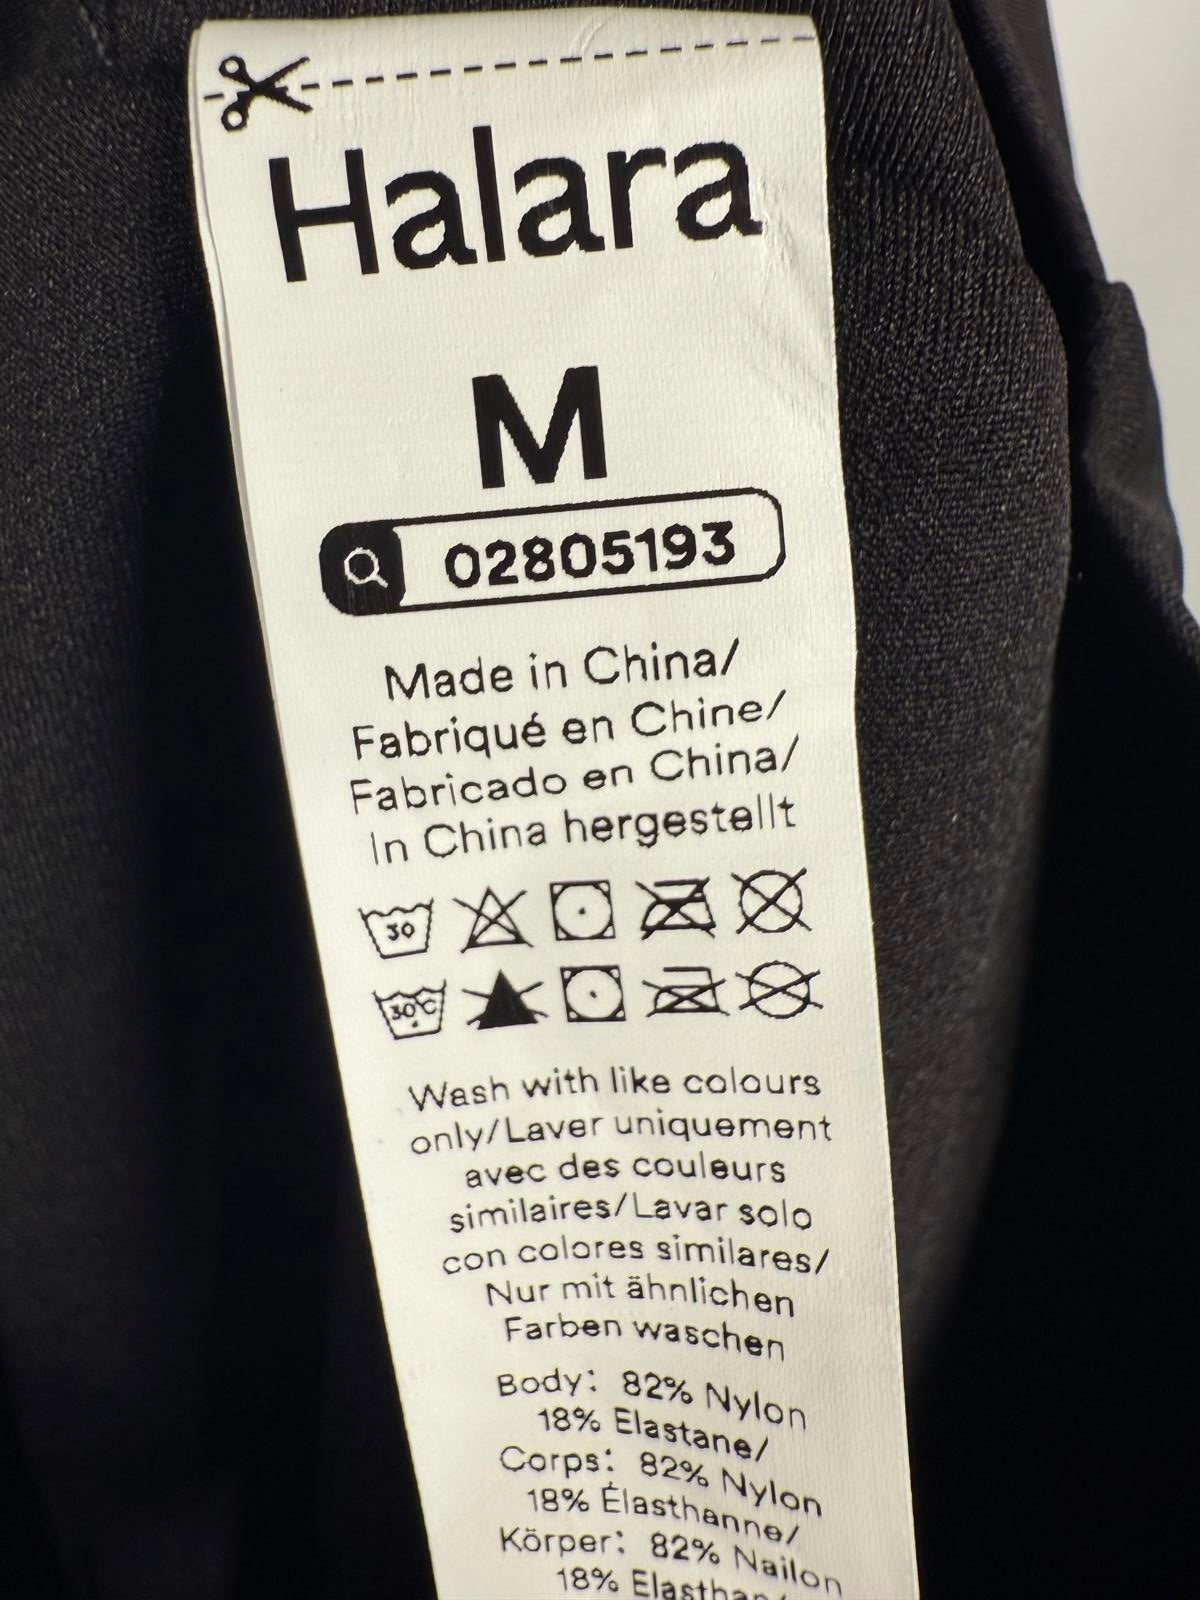 Halara
M
02805193
Made in China/
Fabriqué en Chine/
Fabricado en China/
In China hergestellt
30
30°C
Wash with like colours
only/Laver uniquement
avec des couleurs
similaires/Lavar solo
con colores similares/
Nur mit ähnlichen
Farben waschen
Body: 82% Nylon
18% Elastane/
Corps: 82% Nylon
18% Élasthanne/
Körper: 82% Nailon
18%